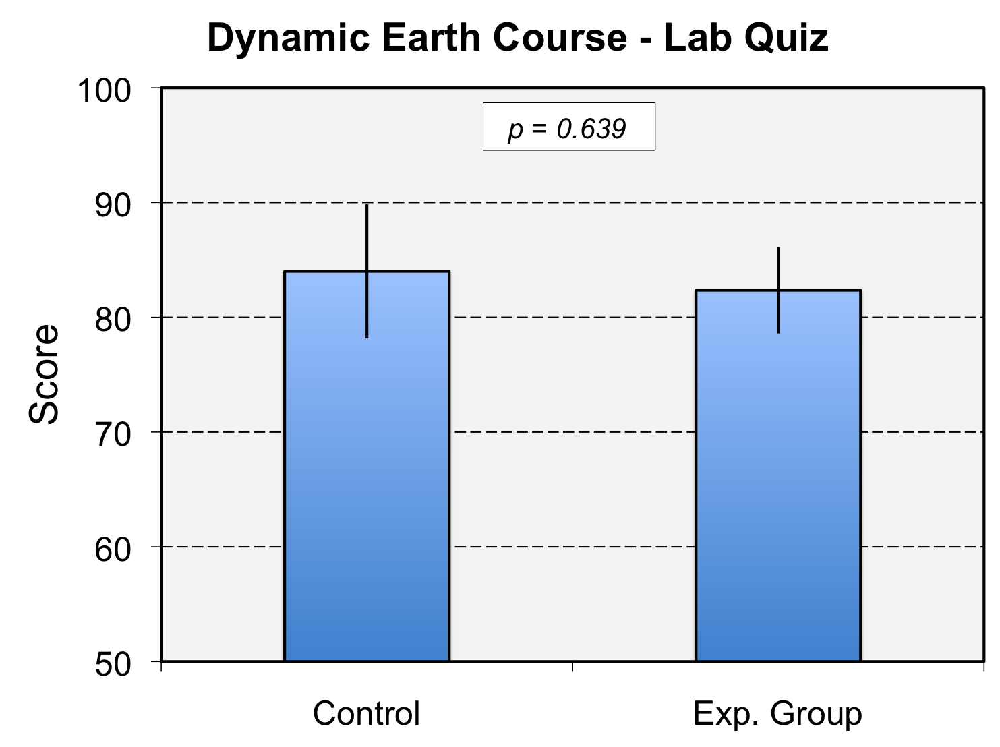 Dynamic Earth Course - Lab Quiz
100
p = 0.639
90
80
Score
70
60
50
Control Exp. Group